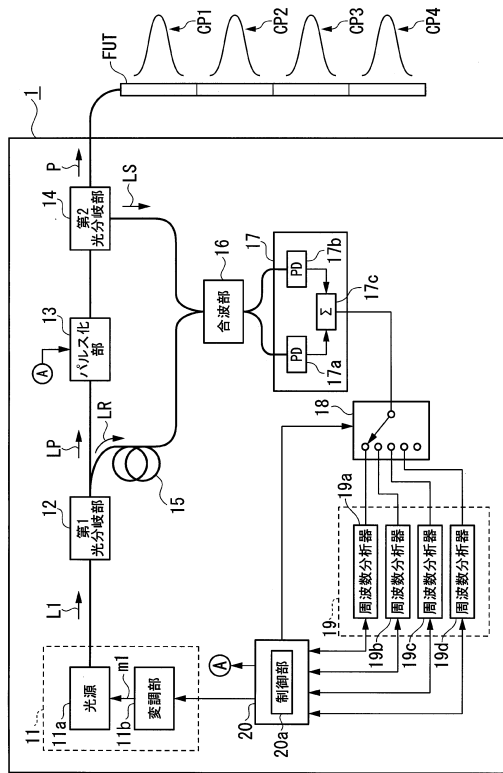 1
FUT
CP1
CP2
CP3
CP4
P
LS
14
第2
光分岐部
13
パルス化
部
A
LP
LR
15
12
第1
光分岐部
L1
11
11a
光源
m1
11b
変調部
16
合波部
17
PD
17a
PD
17b
Σ
17c
18
19
19a
周波数分析器
19b
周波数分析器
19c
周波数分析器
19d
周波数分析器
A
20
制御部
20a